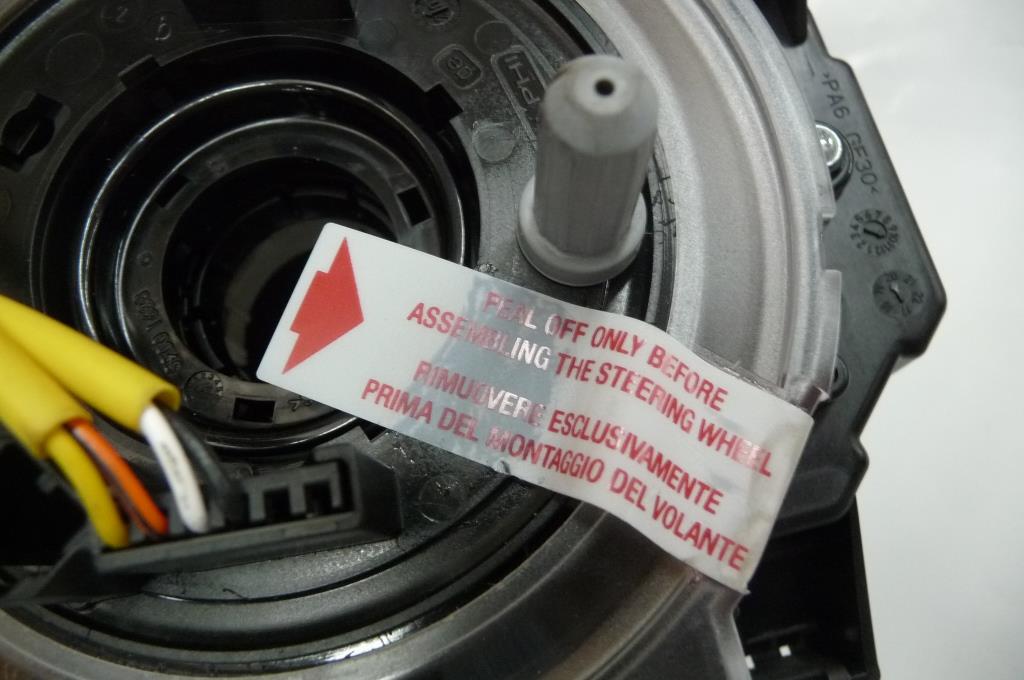 PEAL OFF ONLY BEFORE
ASSEMBLING THE STEERING WHEEL
RIMUOVERE ESCLUSIVAMENTE
PRIMA DEL MONTAGGIO DEL VOLANTE
>PA6 GF30<